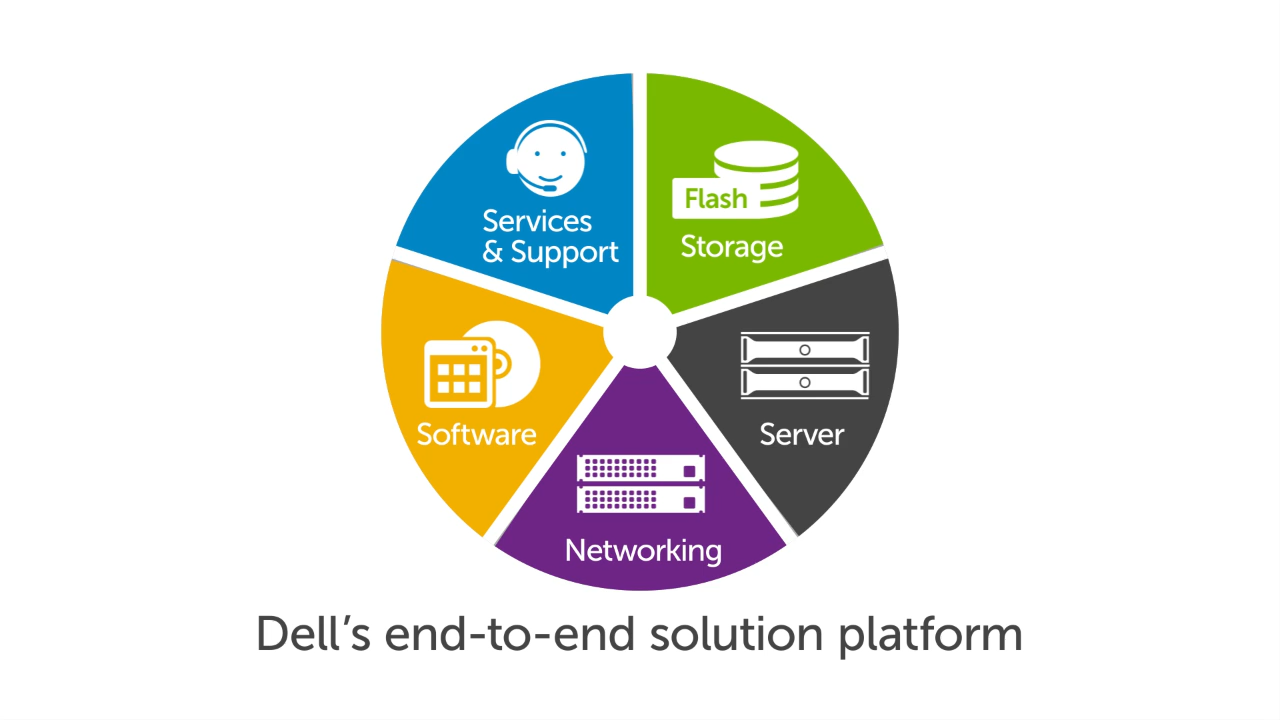 Services
& Support
Flash
Storage
Software
Server
Networking
Dell’s end-to-end solution platform